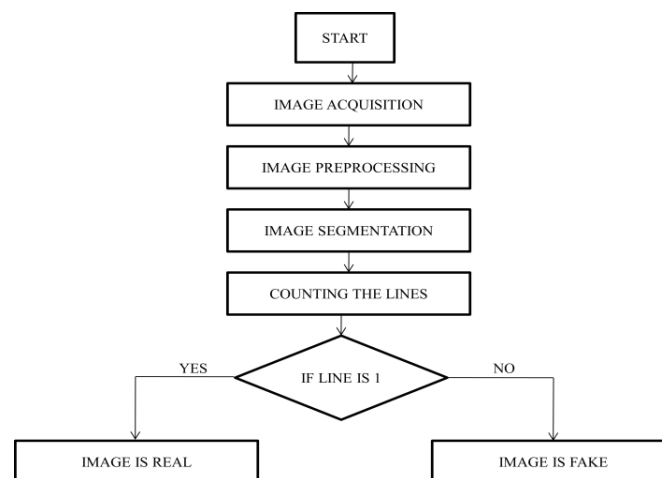 START
IMAGE ACQUISITION
IMAGE PREPROCESSING
IMAGE SEGMENTATION
COUNTING THE LINES
YES
IF LINE IS 1
NO
IMAGE IS REAL
IMAGE IS FAKE